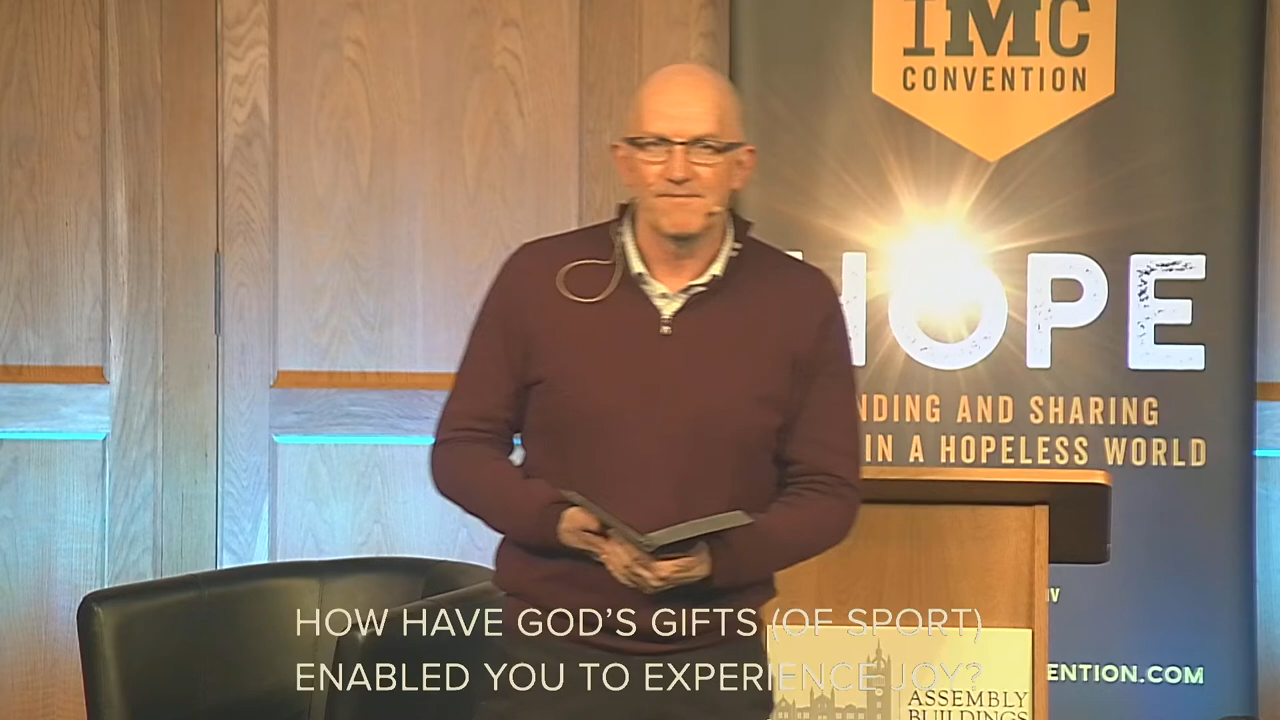 IMC
CONVENTION
HOPE
NDING AND SHARING
IN A HOPELESS WORLD
ENTION.COM
ASSEMBLY
BUILDINGS
HOW HAVE GOD'S GIFTS (OF SPORT)
ENABLED YOU TO EXPERIENCE JOY?